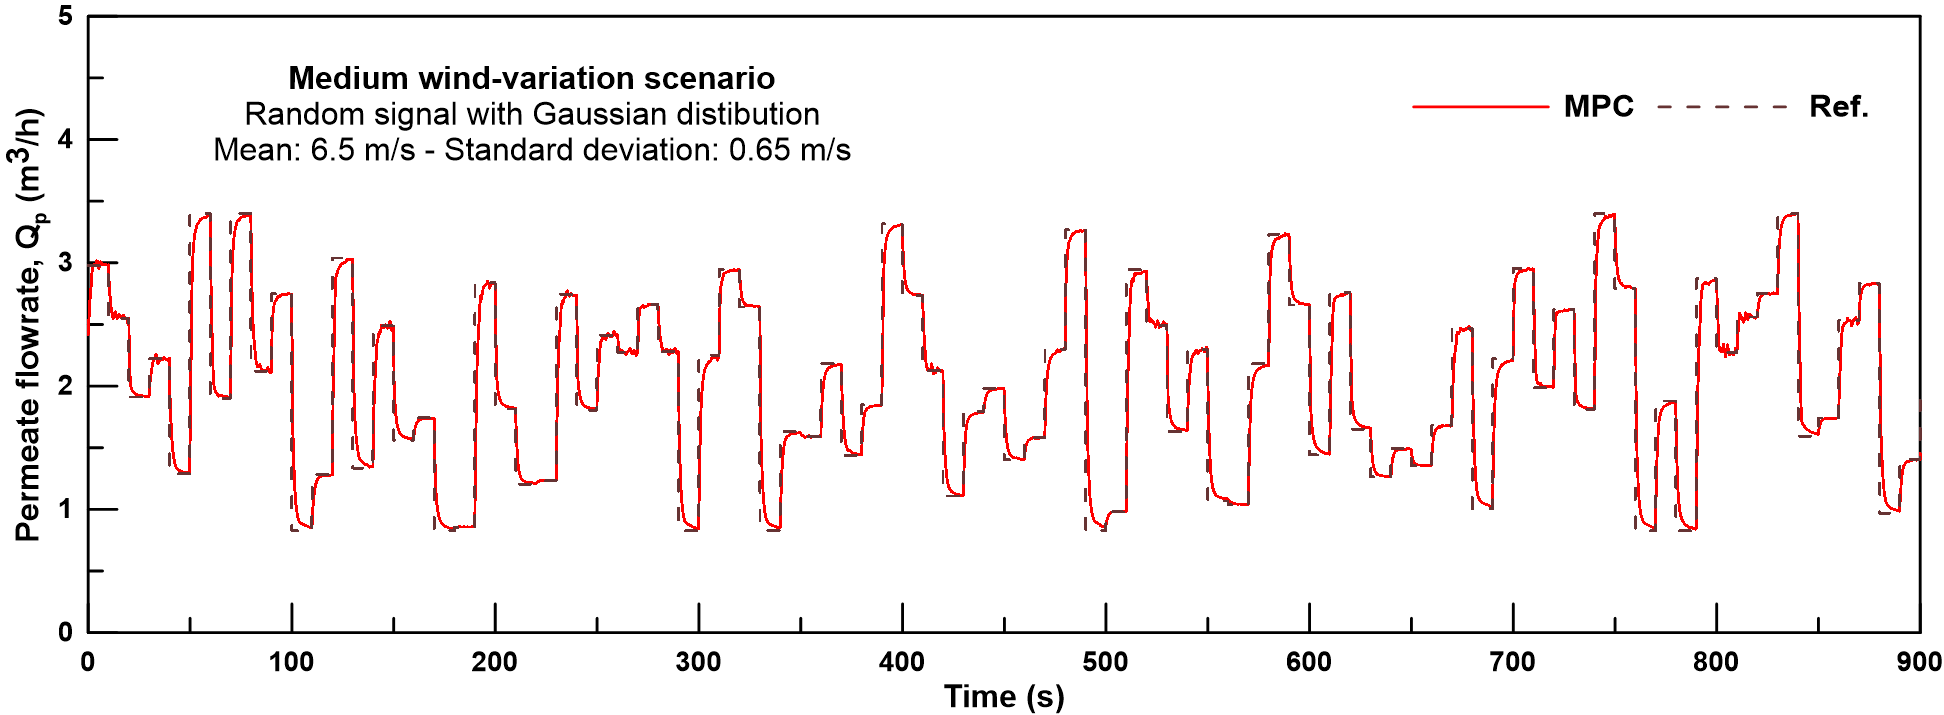 5
4
3
2
1
0
Permeate flowrate, Qp (m3/h)
Medium wind-variation scenario
Random signal with Gaussian distibution
Mean: 6.5 m/s - Standard deviation: 0.65 m/s
MPC
Ref.
0 100 200 300 400 500 600 700 800 900
Time (s)